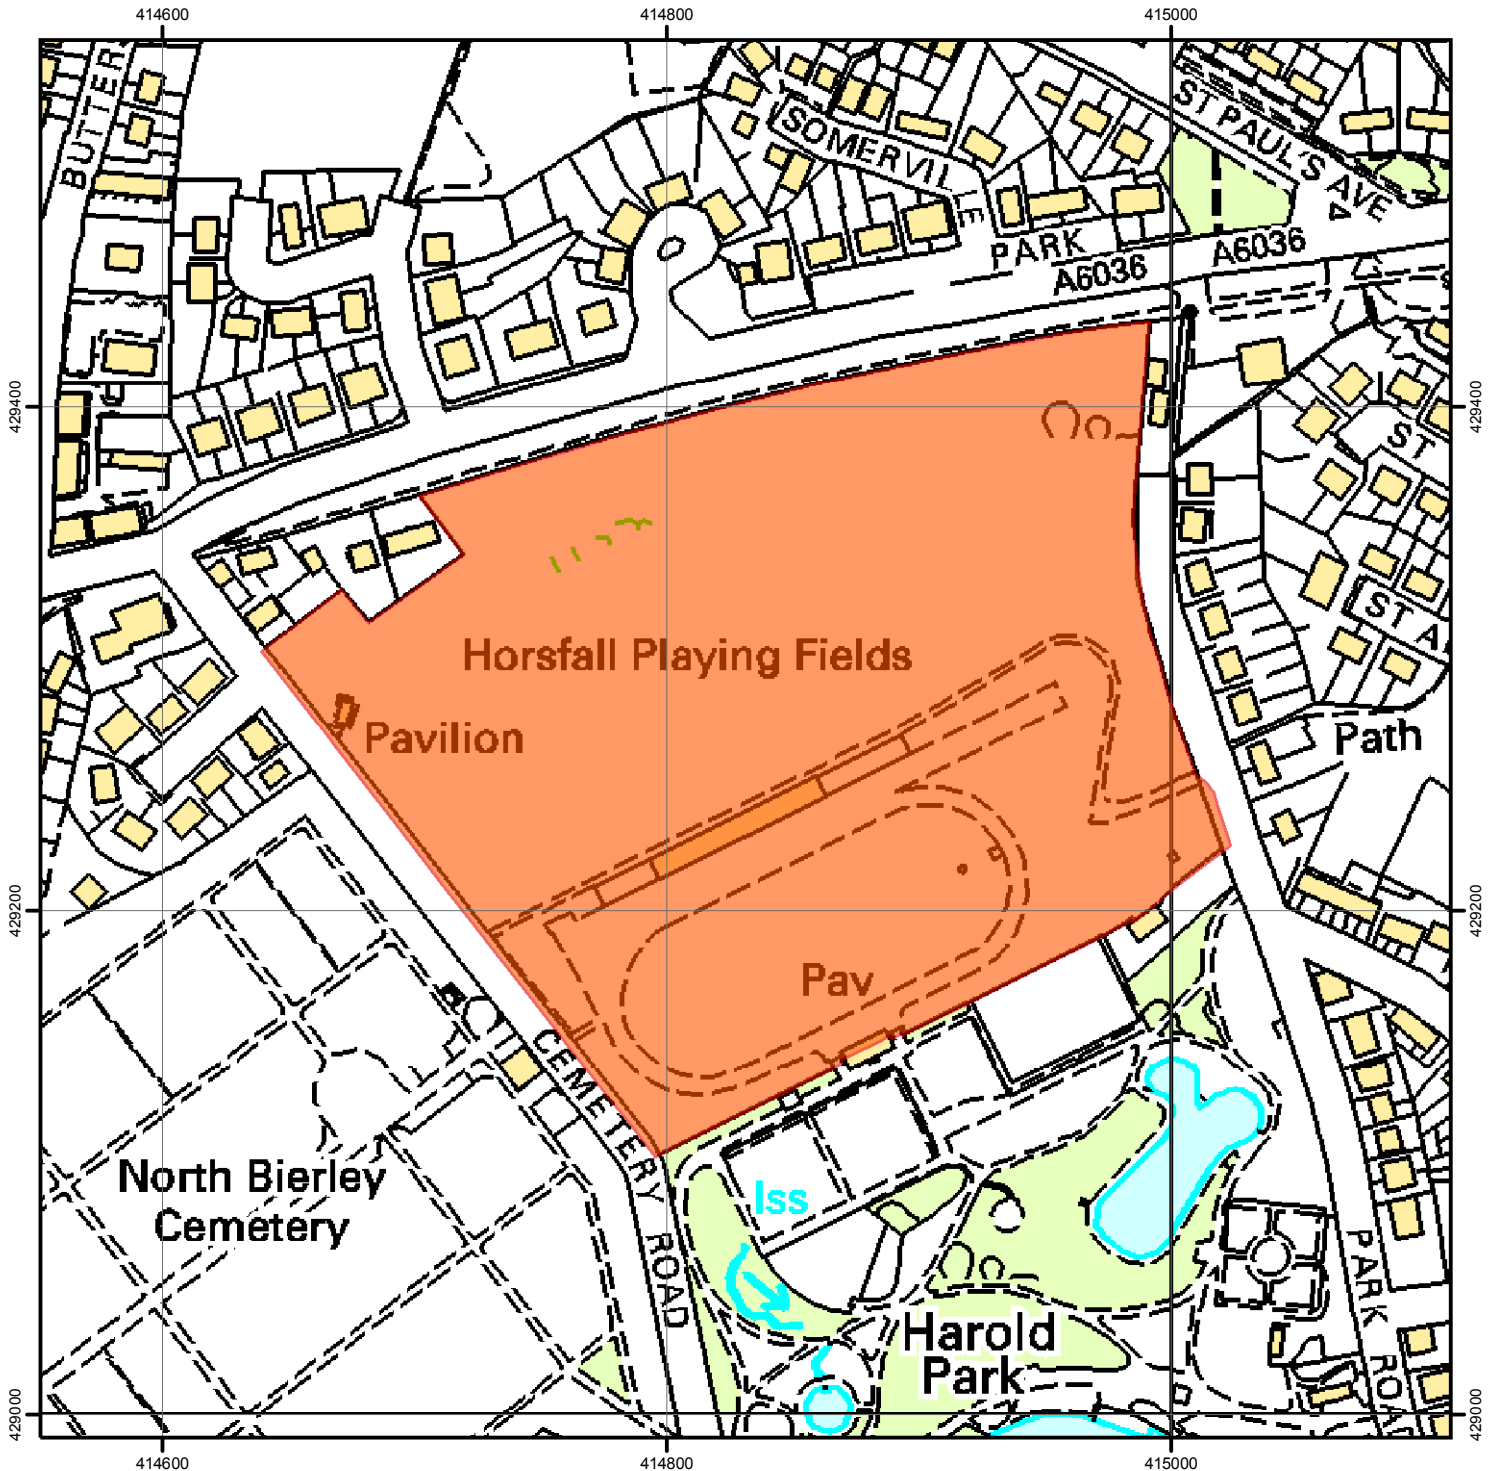 414600
414800
415000
BUTTER
SOMERVILLE
PARK
ST PAUL'S AVE
A6036
A6036
429400
429400
ST
ST A
Horsfall Playing Fields
Pavilion
Path
429200
429200
Pav
CEMETERY
ROAD
North Bierley
Cemetery
Iss
PARK
ROA
Harold
Park
429000
429000
414600
414800
415000